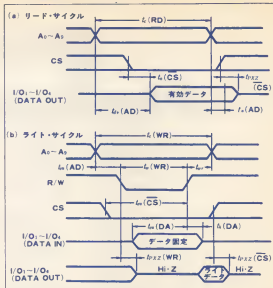 (a) リード・サイクル
tc(RD)
A₀~A₉
CS
ta(CS)
tPXZ(CS)
I/O₁~I/O₄
(DATA OUT)
有効データ
ta(AD)
tv(AD)
(b) ライト・サイクル
tc(WR)
A₀~A₉
tsu(AD)
tw(WR)
R/W
tsu(CS)
CS
tsu(DA)
th(DA)
I/O₁~I/O₄
(DATA IN)
データ固定
tPXZ(WR)
tPXZ(CS)
I/O₁~I/O₄
(DATA OUT)
Hi-Z
ライトデータ
Hi-Z